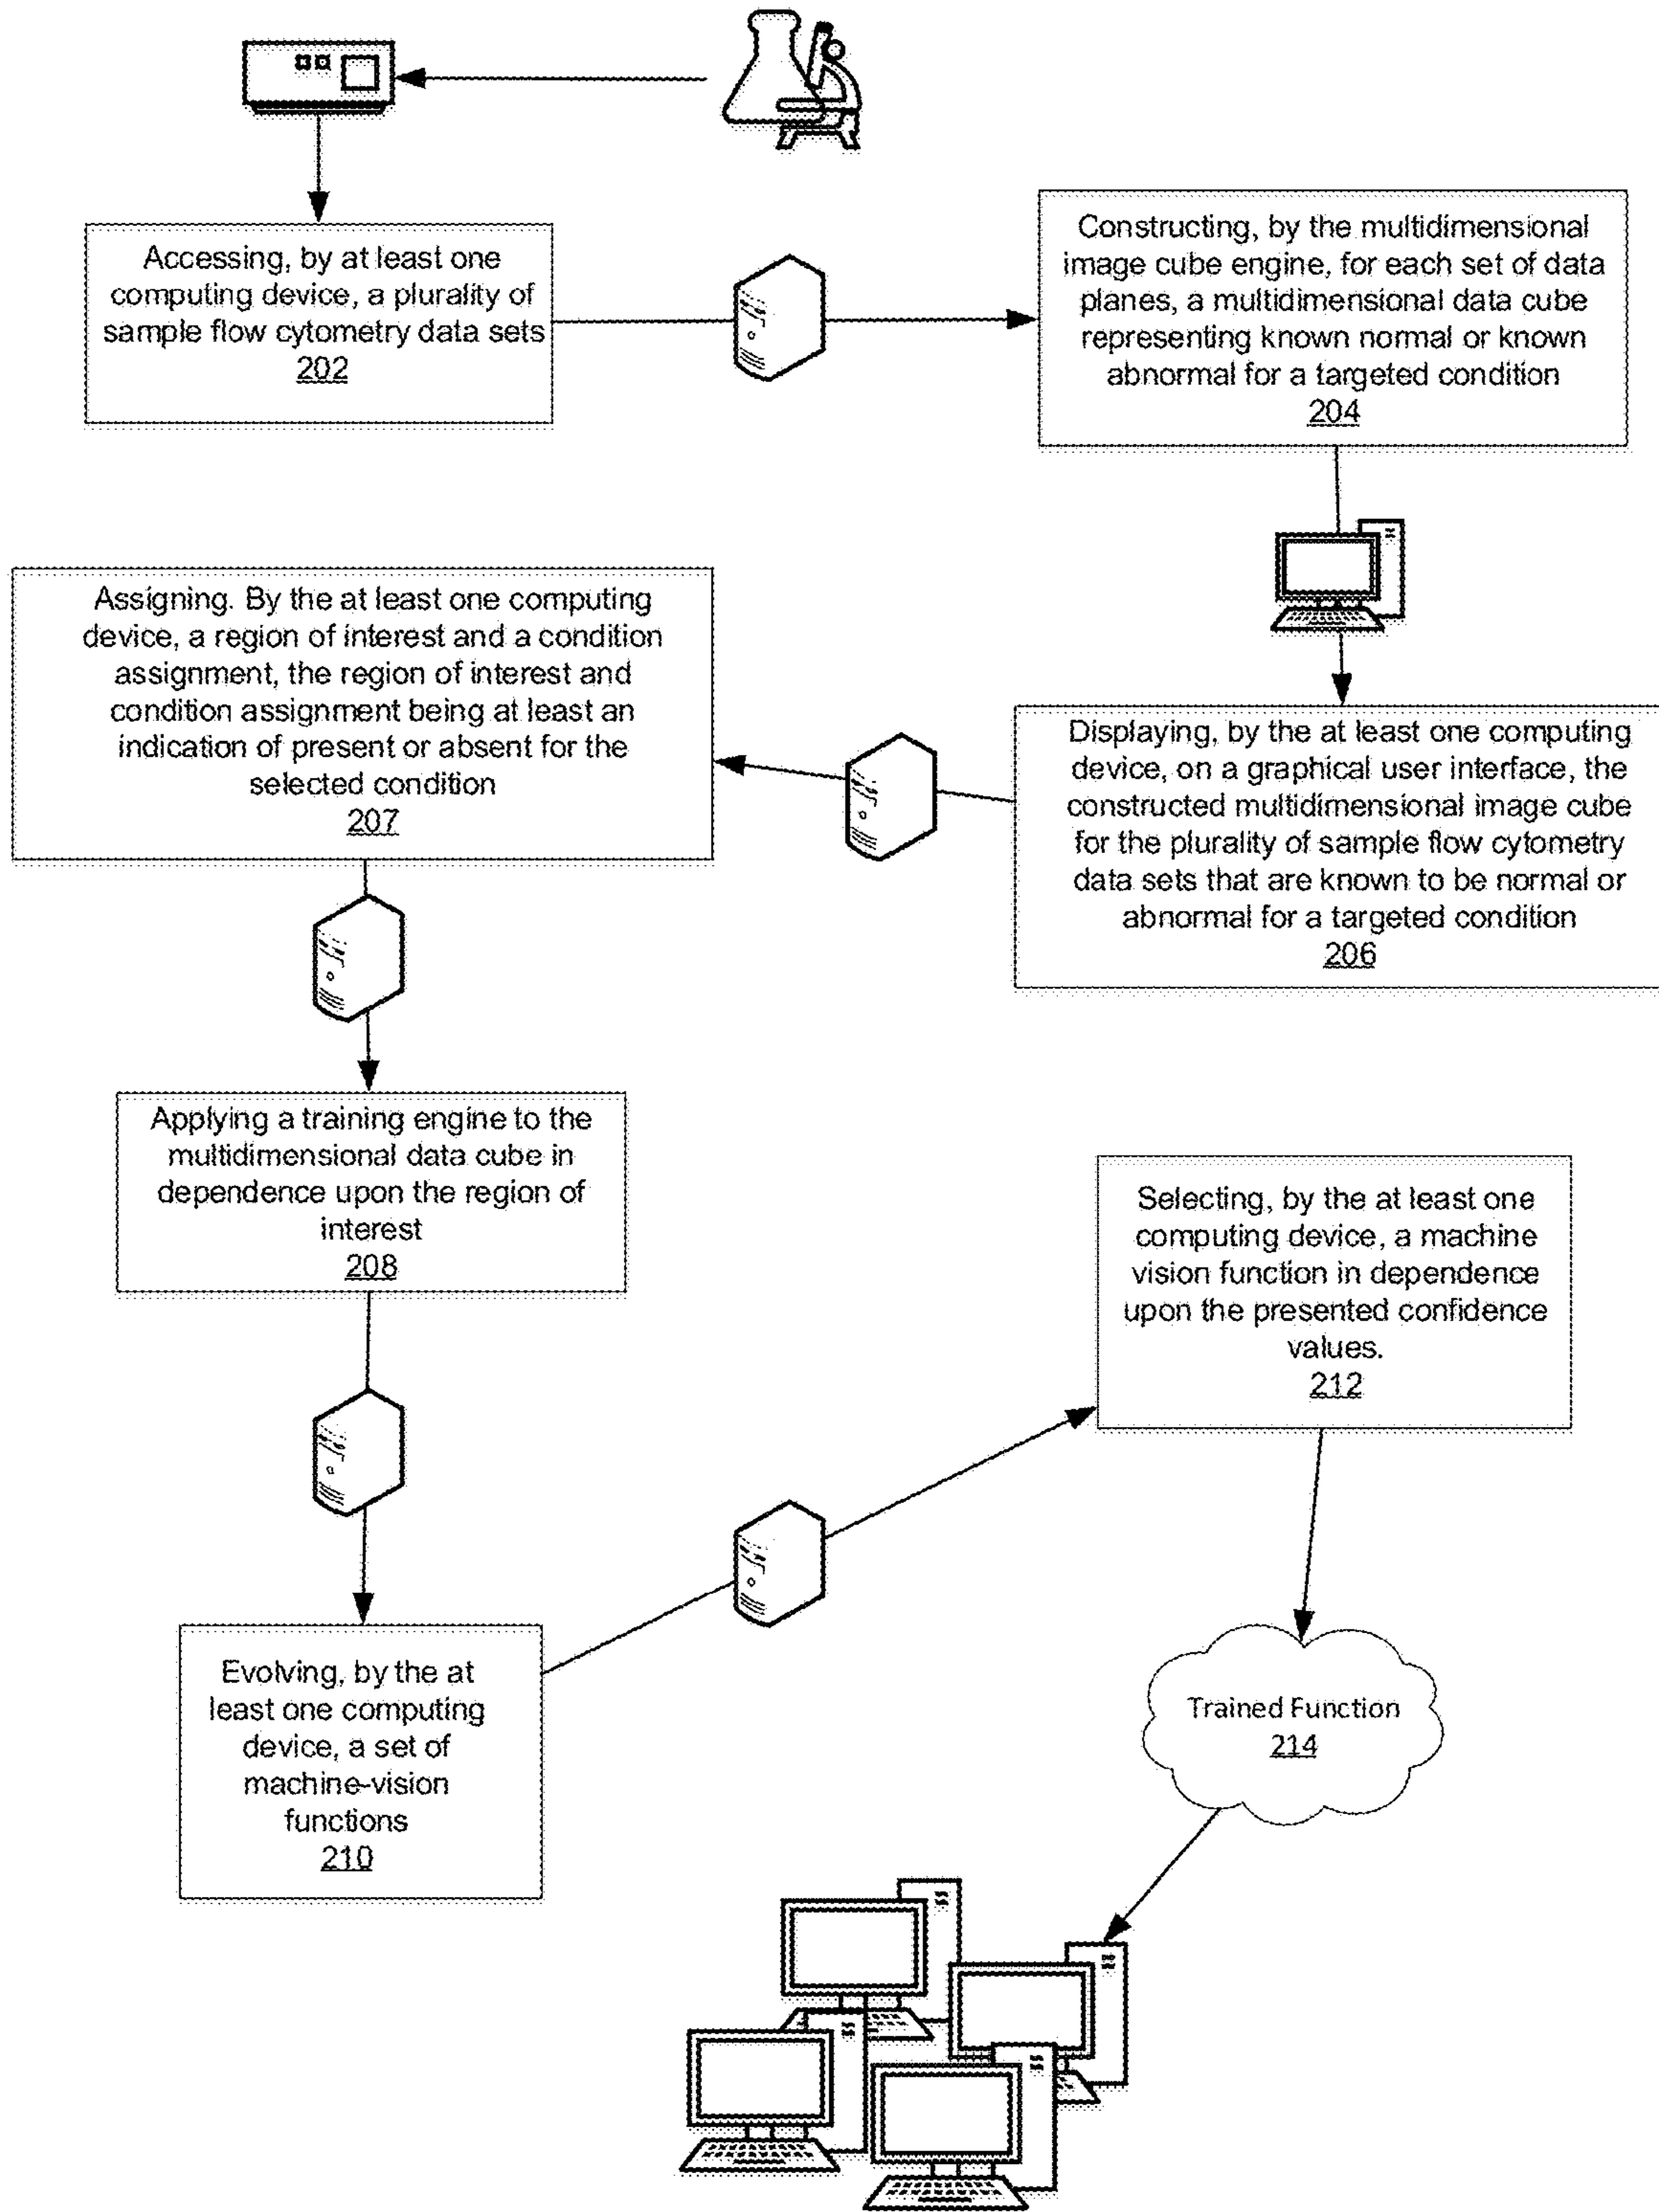 Accessing, by at least one
computing device, a plurality of
sample flow cytometry data sets
202
Constructing, by the multidimensional
image cube engine, for each set of data
planes, a multidimensional data cube
representing known normal or known
abnormal for a targeted condition
204
Assigning. By the at least one computing
device, a region of interest and a condition
assignment, the region of interest and
condition assignment being at least an
indication of present or absent for the
selected condition
207
Displaying, by the at least one computing
device, on a graphical user interface, the
constructed multidimensional image cube
for the plurality of sample flow cytometry
data sets that are known to be normal or
abnormal for a targeted condition
206
Applying a training engine to the
multidimensional data cube in
dependence upon the region of
interest
208
Selecting, by the at least one
computing device, a machine
vision function in dependence
upon the presented confidence
values.
212
Evolving, by the at
least one computing
device, a set of
machine-vision
functions
210
Trained Function
214